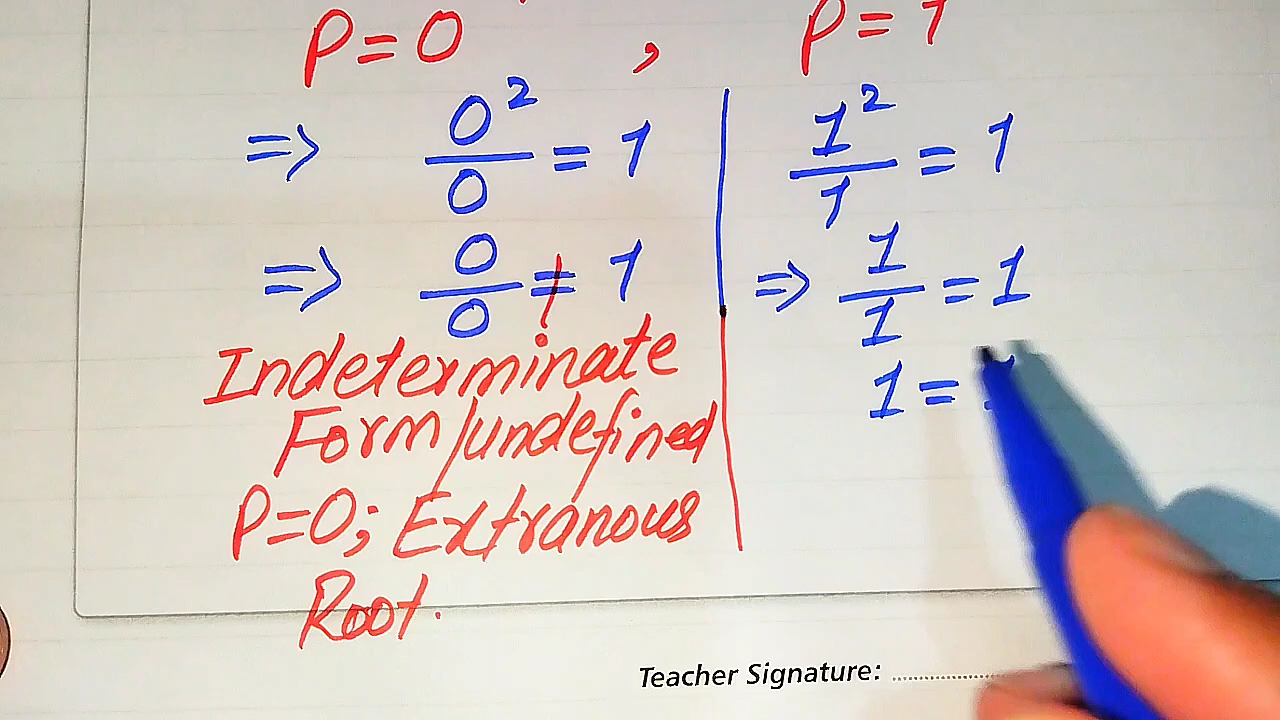 P = 0 , P = 1
=> 0²/0 = 1
1²/1 = 1
=> 0/0 ≠ 1
=> 1/1 = 1
1 =
Indeterminate
Form/undefined
P=0; Extranous
Root.
Teacher Signature: ....................